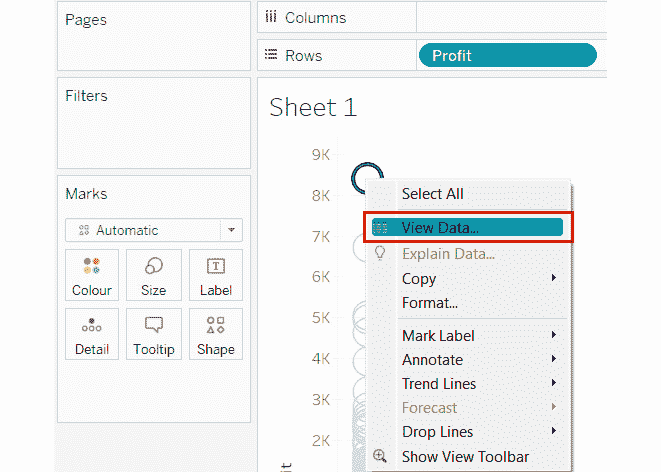 Pages
Columns
Rows
Profit
Filters
Sheet 1
Marks
Automatic
Colour
Size
Label
Detail
Tooltip
Shape
9K
8K
7K
6K
5K
4K
3K
2K
it
Select All
View Data...
Explain Data...
Copy
Format...
Mark Label
Annotate
Trend Lines
Forecast
Drop Lines
Show View Toolbar